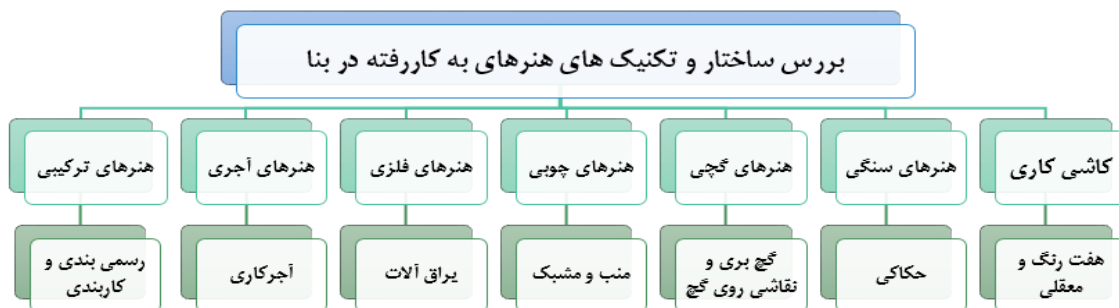 بررس ساختار و تکنیک های هنرهای به کاررفته در بنا
کاشی کاری
هنرهای سنگی
هنرهای گچی
هنرهای چوبی
هنرهای فلزی
هنرهای آجری
هنرهای ترکیبی
هفت رنگ و
معقلی
حکاکی
گچ بری و
نقاشی روی گچ
منب و مشبک
یراق آلات
آجرکاری
رسمی بندی و
کاربندی